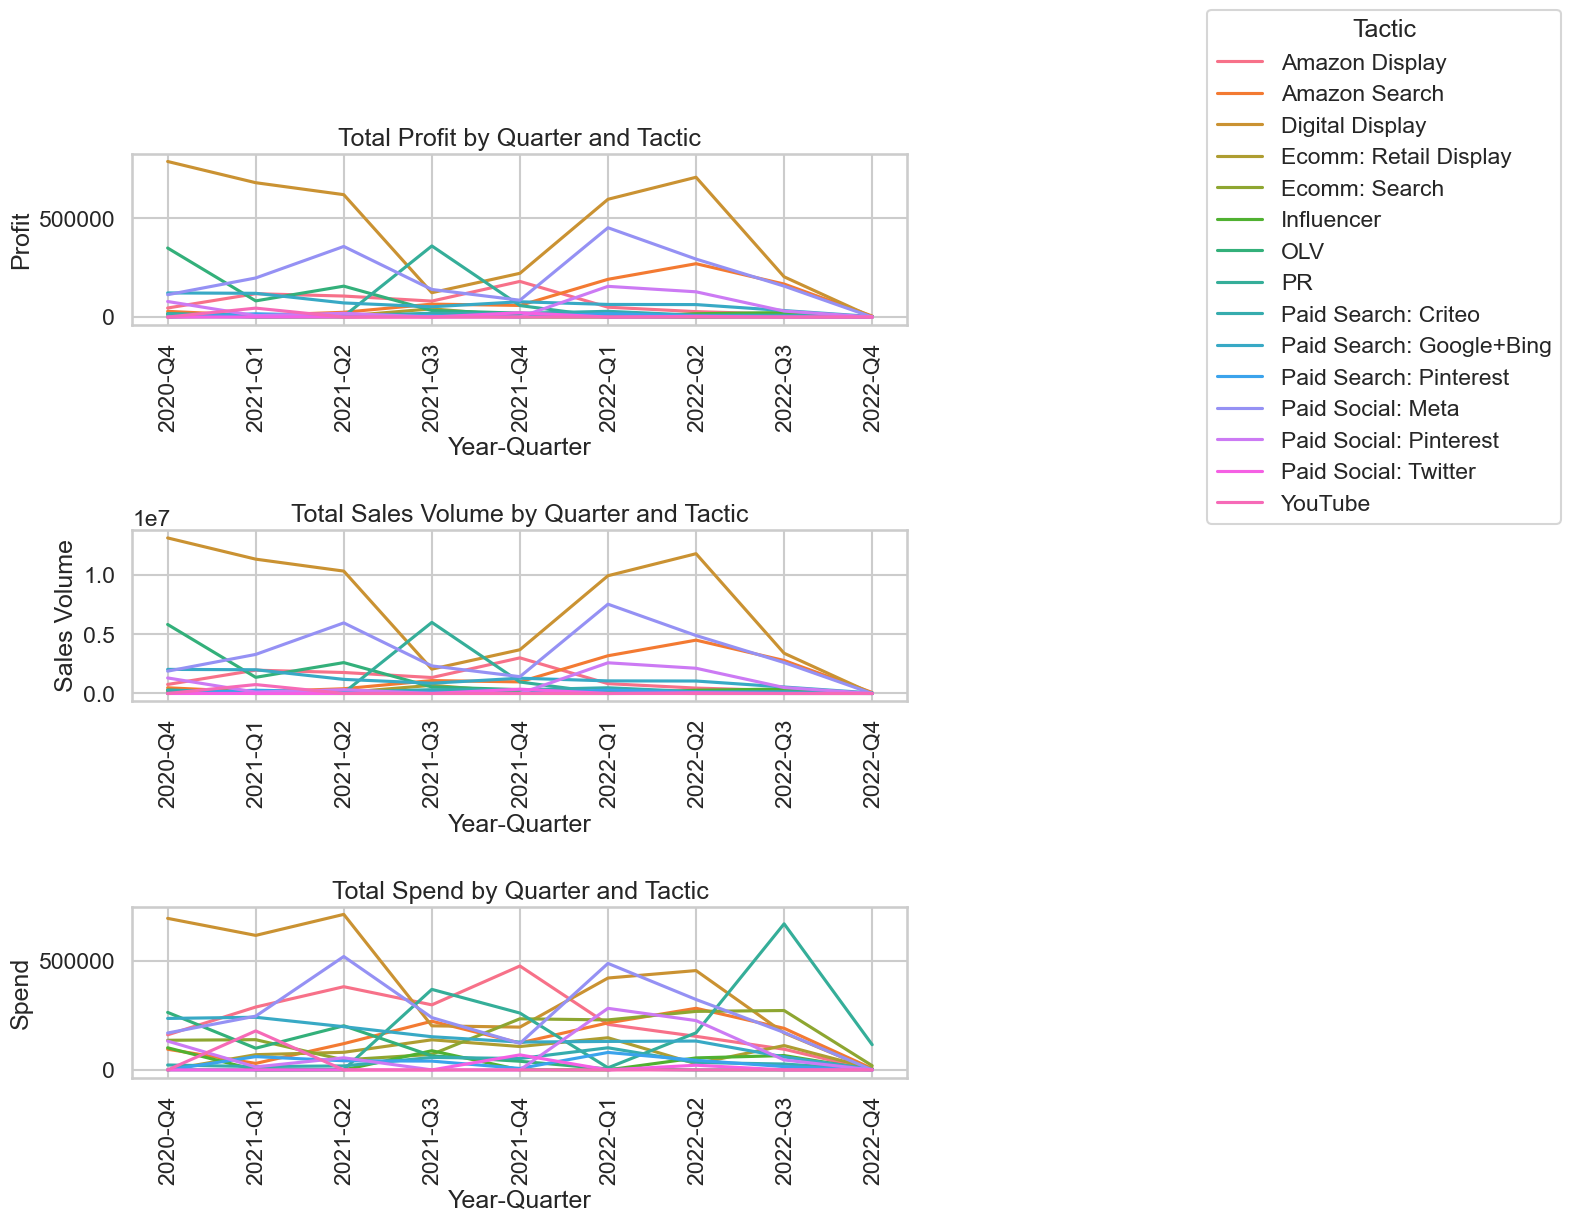 Tactic
Amazon Display
Amazon Search
Digital Display
Ecomm: Retail Display
Ecomm: Search
Influencer
OLV
PR
Paid Search: Criteo
Paid Search: Google+Bing
Paid Search: Pinterest
Paid Social: Meta
Paid Social: Pinterest
Paid Social: Twitter
YouTube
Total Profit by Quarter and Tactic
Profit
500000
0
2020-Q4
2021-Q1
2021-Q2
2021-Q3
2021-Q4
2022-Q1
2022-Q2
2022-Q3
2022-Q4
Year-Quarter
Total Sales Volume by Quarter and Tactic
1e7
Sales Volume
1.0
0.5
0.0
2020-Q4
2021-Q1
2021-Q2
2021-Q3
2021-Q4
2022-Q1
2022-Q2
2022-Q3
2022-Q4
Year-Quarter
Total Spend by Quarter and Tactic
Spend
500000
0
2020-Q4
2021-Q1
2021-Q2
2021-Q3
2021-Q4
2022-Q1
2022-Q2
2022-Q3
2022-Q4
Year-Quarter